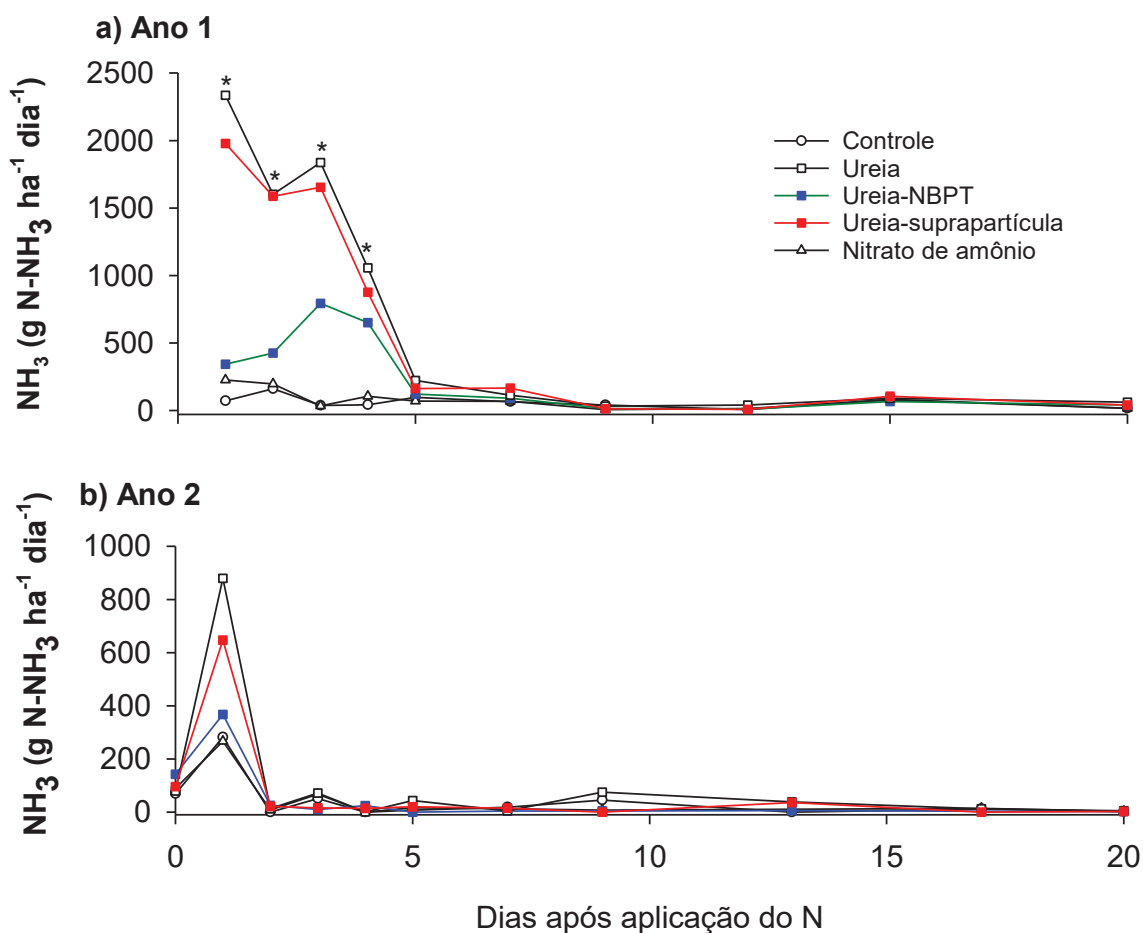 a) Ano 1
NH₃ (g N-NH₃ ha⁻¹ dia⁻¹)
2500
2000
1500
1000
500
0
*
*
*
*
Controle
Ureia
Ureia-NBPT
Ureia-suprapartícula
Nitrato de amônio
b) Ano 2
NH₃ (g N-NH₃ ha⁻¹ dia⁻¹)
1000
800
600
400
200
0
0 5 10 15 20
Dias após aplicação do N